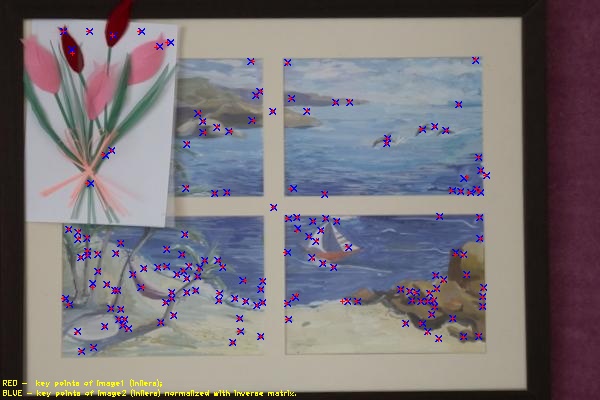 RED - key points of image1 (inliers);
BLUE - key points of image2 (inliers) normalized with inverse matrix.